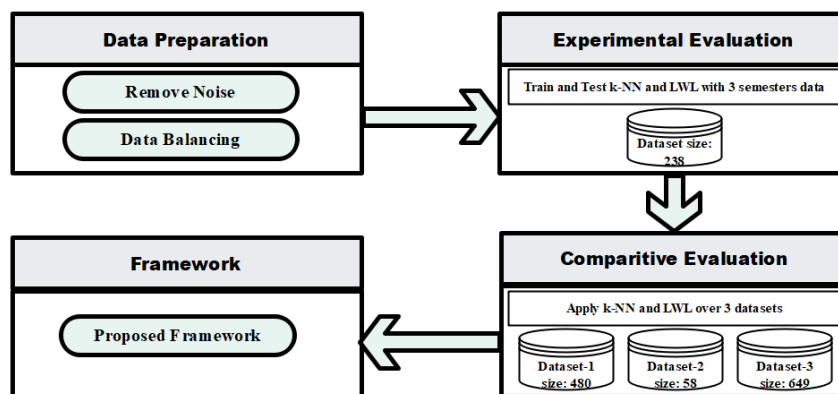 Data Preparation
Remove Noise
Data Balancing
Experimental Evaluation
Train and Test k-NN and LWL with 3 semesters data
Dataset size:
238
Comparitive Evaluation
Apply k-NN and LWL over 3 datasets
Dataset-1
size: 480
Dataset-2
size: 58
Dataset-3
size: 649
Framework
Proposed Framework